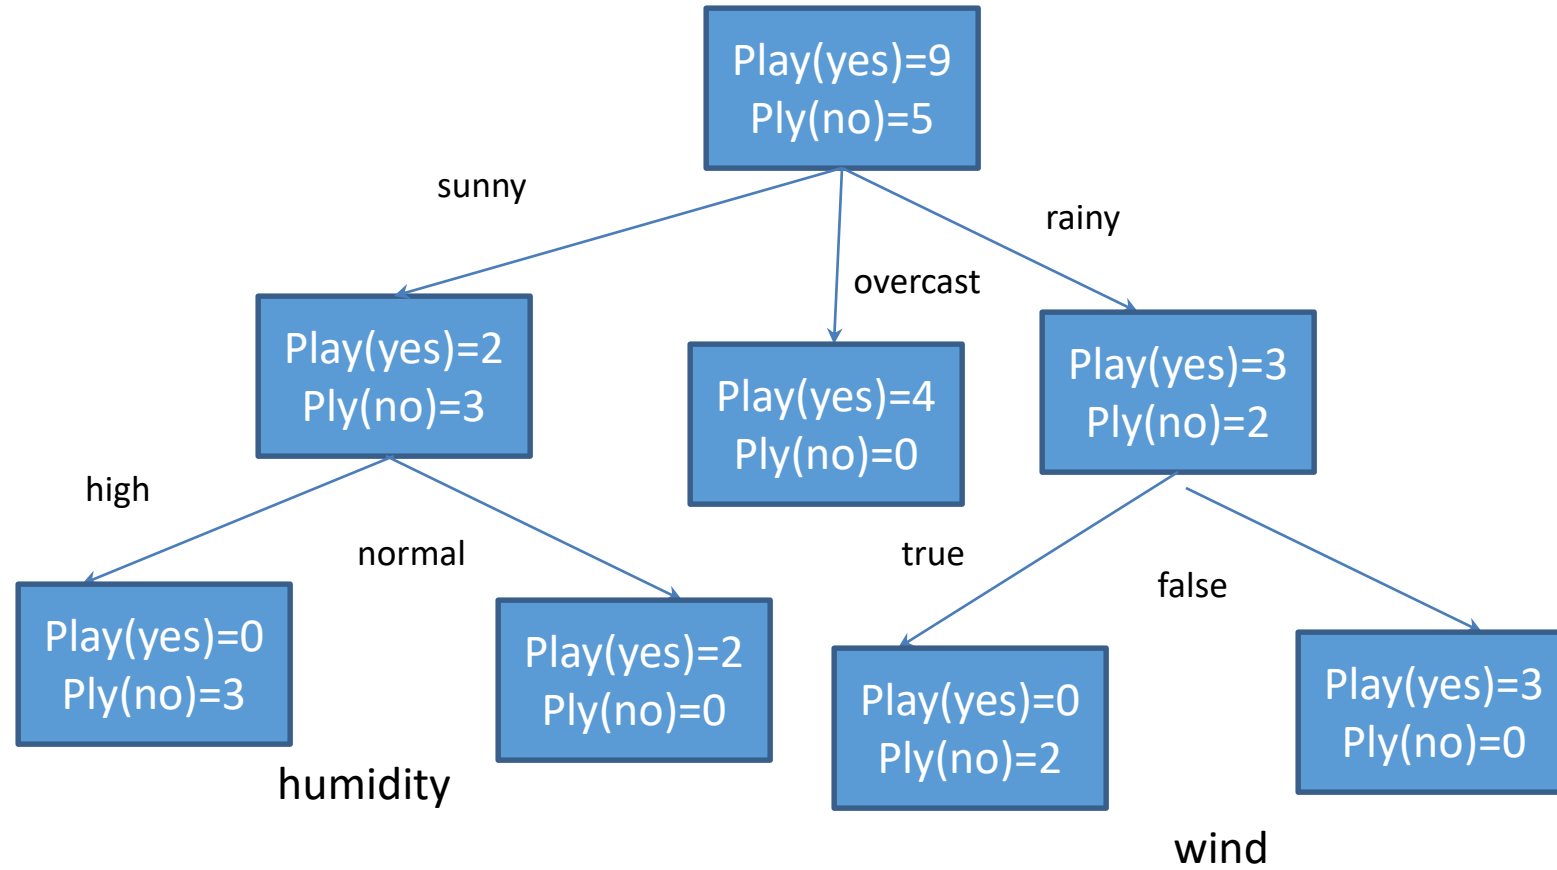 Play(yes)=9
Ply(no)=5
sunny
rainy
overcast
Play(yes)=2
Ply(no)=3
Play(yes)=4
Ply(no)=0
Play(yes)=3
Ply(no)=2
high
normal
true
false
Play(yes)=0
Ply(no)=3
Play(yes)=2
Ply(no)=0
Play(yes)=0
Ply(no)=2
Play(yes)=3
Ply(no)=0
humidity
wind